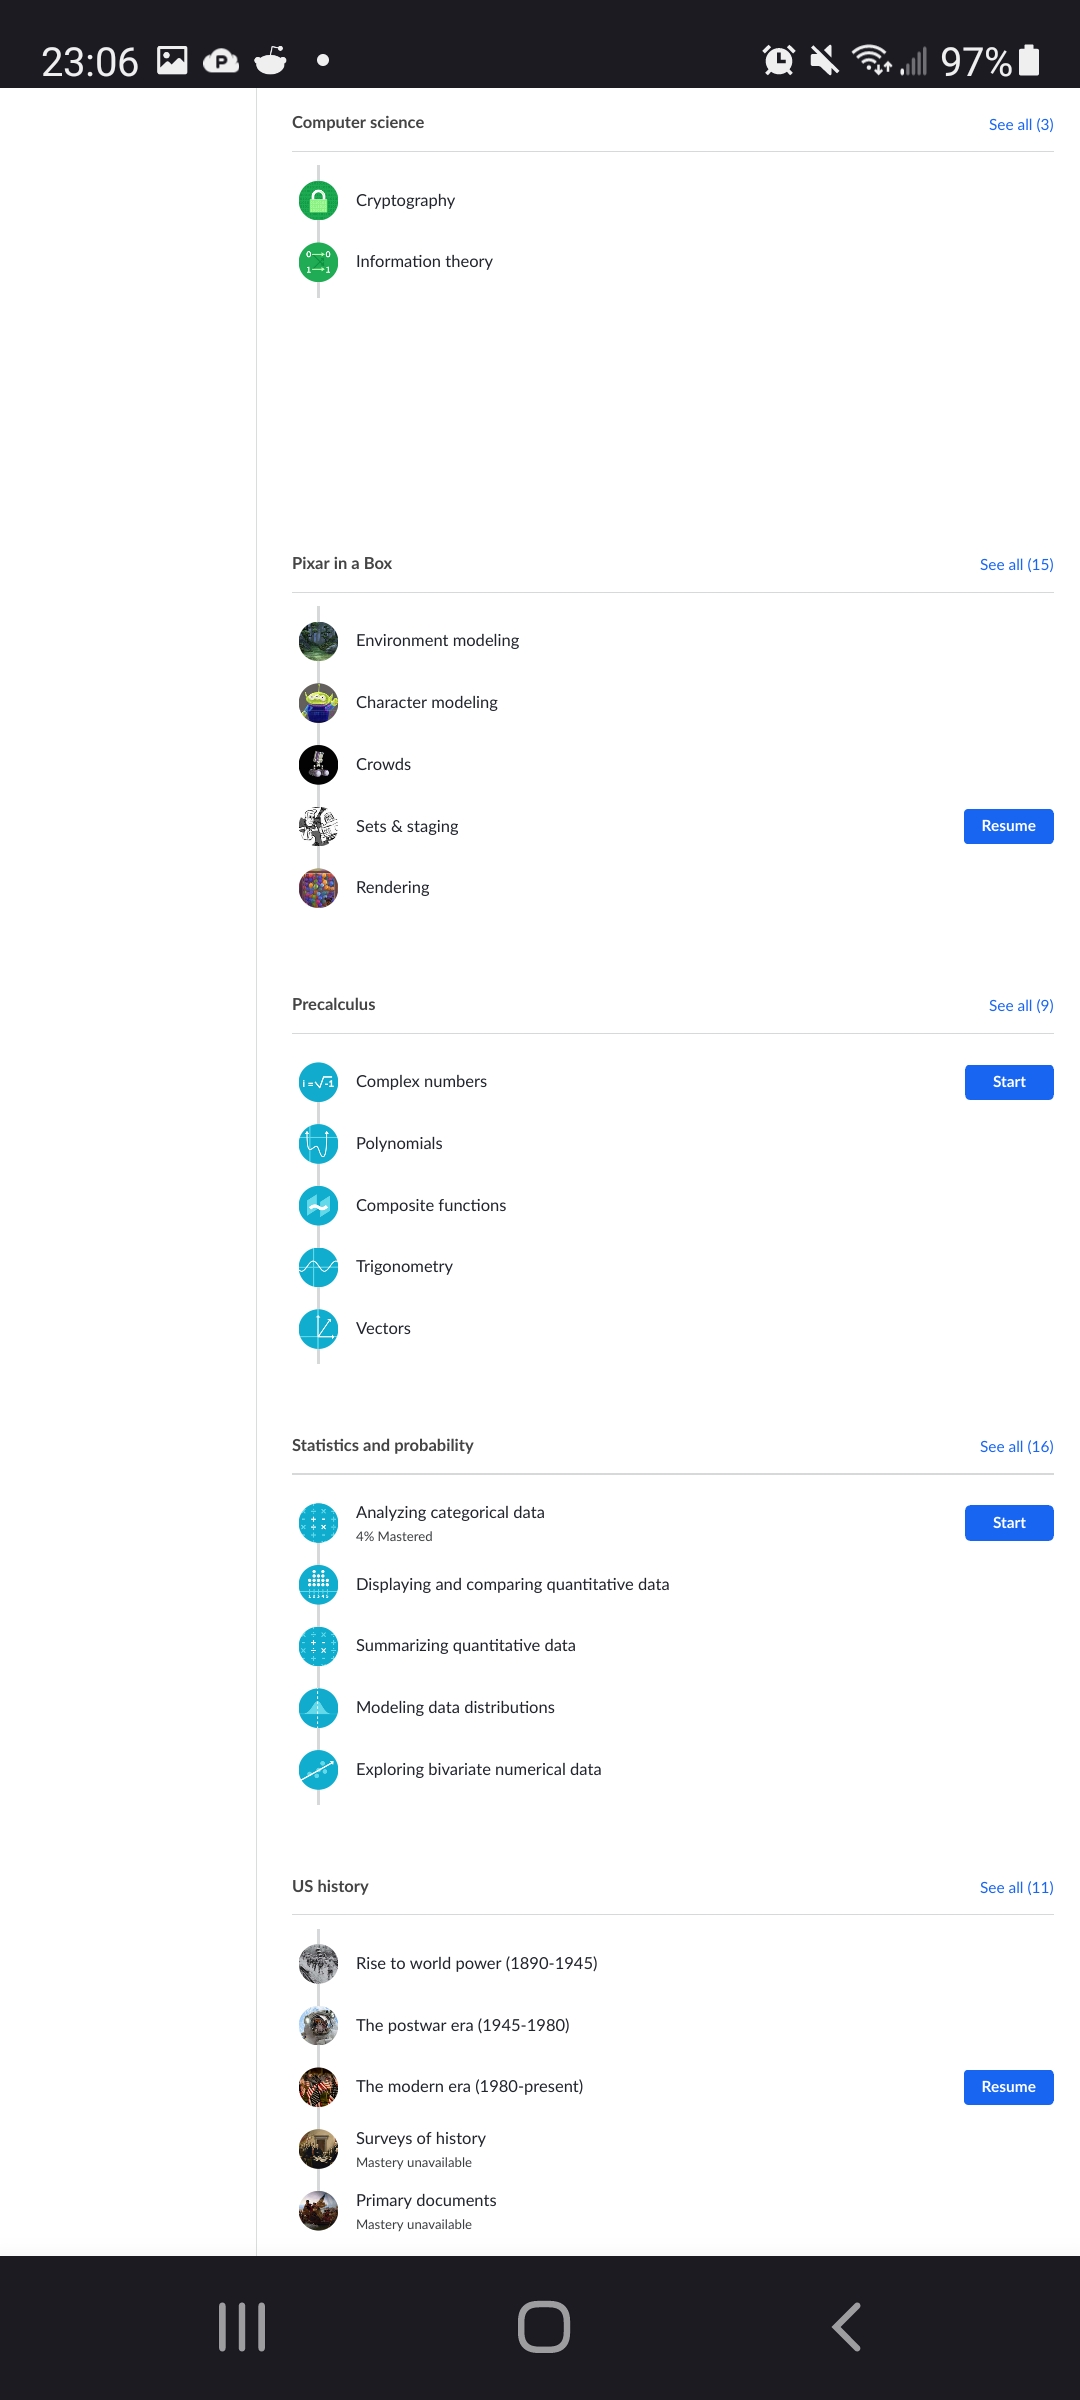 23:06
97%
Computer science
See all (3)
Cryptography
Information theory
Pixar in a Box
See all (15)
Environment modeling
Character modeling
Crowds
Sets & staging
Resume
Rendering
Precalculus
See all (9)
i = √-1
Complex numbers
Start
Polynomials
Composite functions
Trigonometry
Vectors
Statistics and probability
See all (16)
Analyzing categorical data
Start
4% Mastered
Displaying and comparing quantitative data
Summarizing quantitative data
Modeling data distributions
Exploring bivariate numerical data
US history
See all (11)
Rise to world power (1890-1945)
The postwar era (1945-1980)
The modern era (1980-present)
Resume
Surveys of history
Mastery unavailable
Primary documents
Mastery unavailable